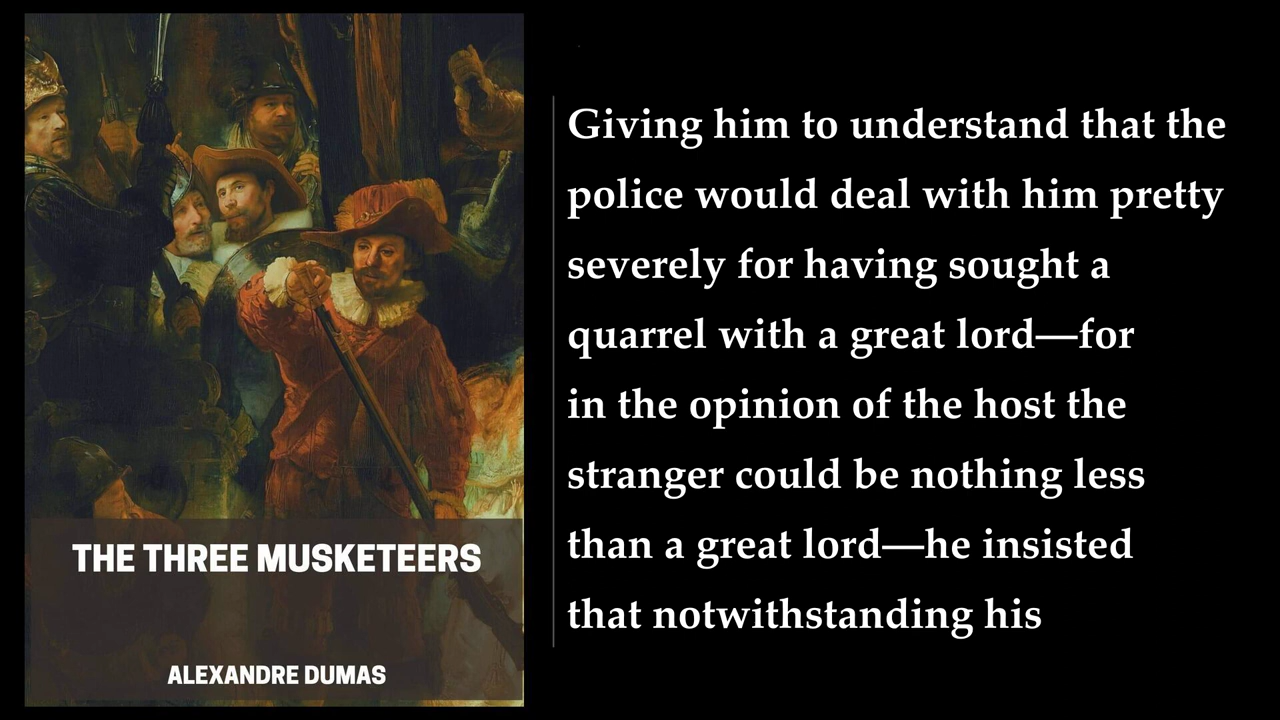 THE THREE MUSKETEERS
ALEXANDRE DUMAS
Giving him to understand that the
police would deal with him pretty
severely for having sought a
quarrel with a great lord—for
in the opinion of the host the
stranger could be nothing less
than a great lord—he insisted
that notwithstanding his